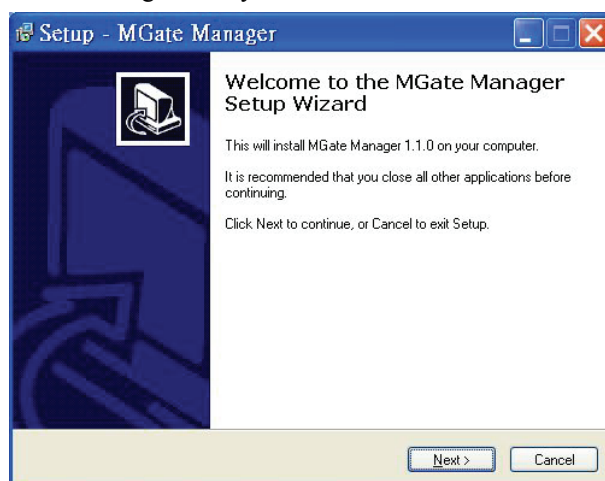 Setup - MGate Manager
Welcome to the MGate Manager
Setup Wizard
This will install MGate Manager 1.1.0 on your computer.
It is recommended that you close all other applications before
continuing.
Click Next to continue, or Cancel to exit Setup.
Next >
Cancel